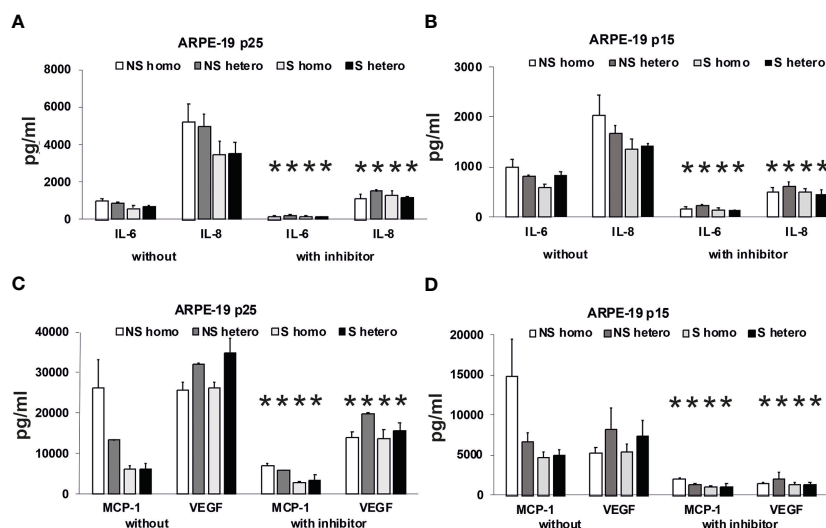 A
ARPE-19 p25
NS homo NS hetero S homo S hetero
8000
6000
4000
2000
0
pg/ml
* * * * * * * *
IL-6 IL-8 IL-6 IL-8
without with inhibitor
B
ARPE-19 p15
NS homo NS hetero S homo S hetero
3000
2000
1000
0
pg/ml
* * * * * * * *
IL-6 IL-8 IL-6 IL-8
without with inhibitor
C
ARPE-19 p25
NS homo NS hetero S homo S hetero
40000
30000
20000
10000
0
pg/ml
* * * * * * * *
MCP-1 VEGF MCP-1 VEGF
without with inhibitor
D
ARPE-19 p15
NS homo NS hetero S homo S hetero
20000
15000
10000
5000
0
pg/ml
* * * * * * * *
MCP-1 VEGF MCP-1 VEGF
without with inhibitor